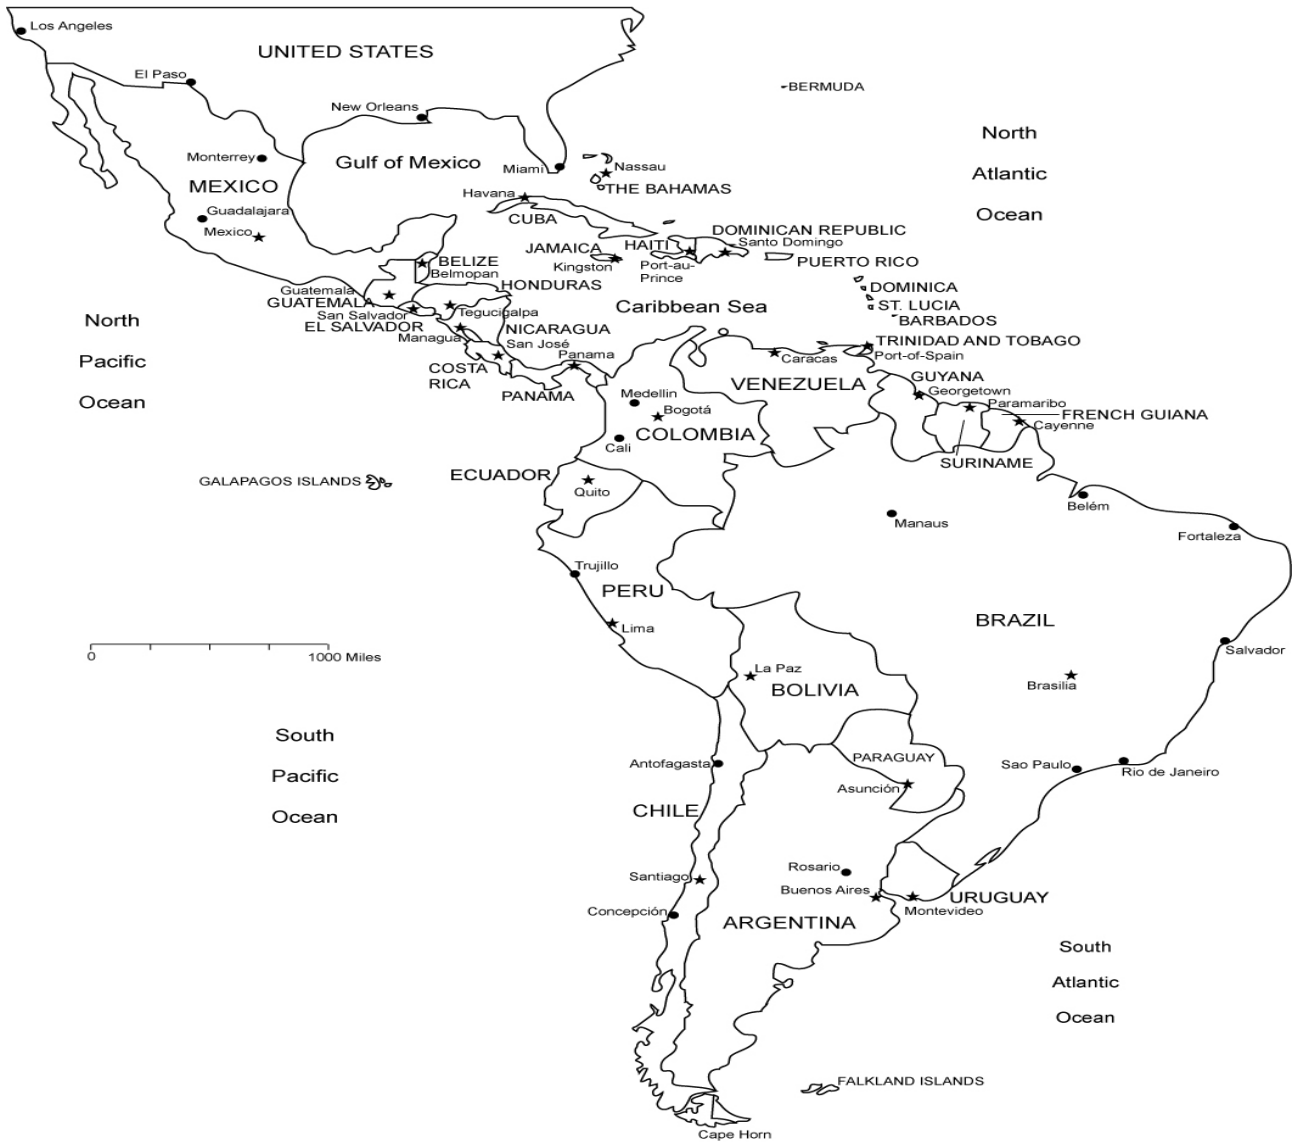 Los Angeles
UNITED STATES
El Paso
BERMUDA
New Orleans
North
Atlantic
Ocean
Monterrey
Gulf of Mexico
Miami
Nassau
MEXICO
THE BAHAMAS
Havana
Guadalajara
CUBA
Mexico
DOMINICAN REPUBLIC
JAMAICA
HAITI
Santo Domingo
BELIZE
Kingston
Port-au-
Prince
PUERTO RICO
Belmopan
HONDURAS
DOMINICA
Guatemala
GUATEMALA
Caribbean Sea
ST. LUCIA
San Salvador
Tegucigalpa
BARBADOS
North
Pacific
Ocean
EL SALVADOR
NICARAGUA
Managua
San José
TRINIDAD AND TOBAGO
Panama
Caracas
Port-of-Spain
COSTA
RICA
GUYANA
VENEZUELA
PANAMA
Medellin
Georgetown
Bogotá
Paramaribo
FRENCH GUIANA
COLOMBIA
Cayenne
Cali
SURINAME
ECUADOR
GALAPAGOS ISLANDS
Quito
Belém
Manaus
Fortaleza
Trujillo
PERU
BRAZIL
Lima
0
1000 Miles
Salvador
La Paz
BOLIVIA
Brasilia
South
Pacific
Ocean
PARAGUAY
Antofagasta
Sao Paulo
Rio de Janeiro
Asunción
CHILE
Rosario
Santiago
Buenos Aires
URUGUAY
Concepción
Montevideo
ARGENTINA
South
Atlantic
Ocean
FALKLAND ISLANDS
Cape Horn